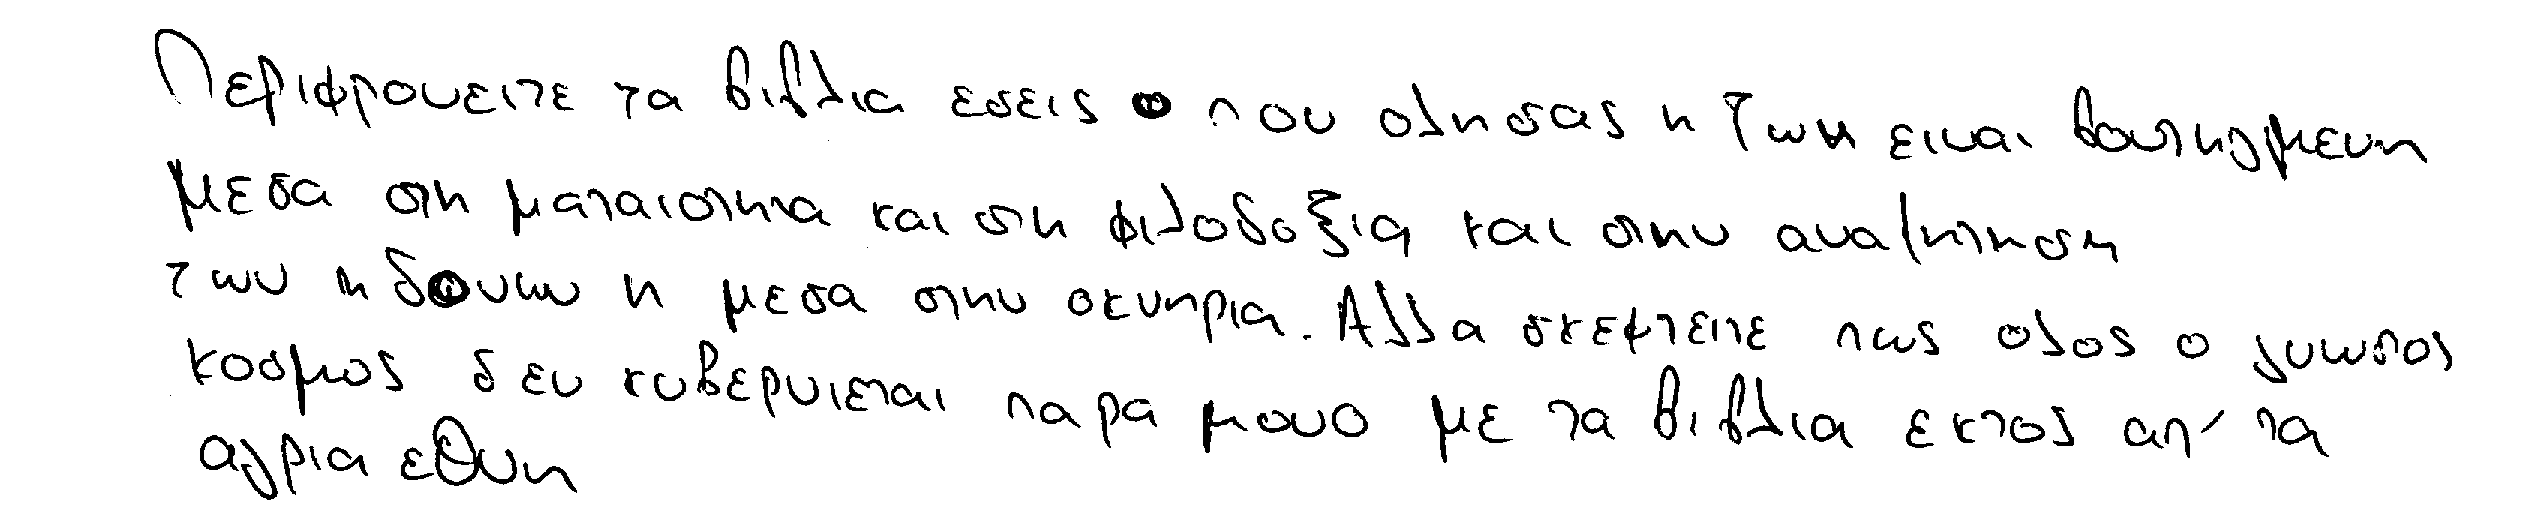 Περιφρονειτε τα βιβλια εσεις που οληςας η ζωη ειναι βουτηγμενη
μεσα στη ματαιοτητα και στη φιλοδοξια και στην αναζητηση
των ηδονων η μεσα στην οκνηρια. Αλλα σκεφτειτε πως ολος ο γνωστος
κοσμος δεν κυβερνιεται παρα μονο με τα βιβλια εκτος απ' τα
αγρια εθνη